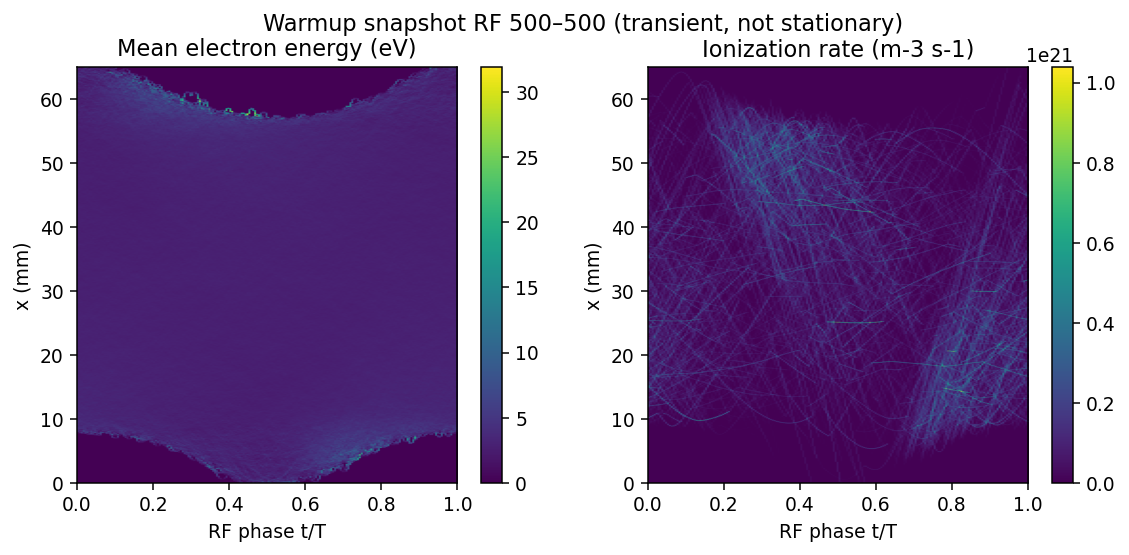 Warmup snapshot RF 500–500 (transient, not stationary)
Mean electron energy (eV)
Ionization rate (m-3 s-1)
1e21
x (mm)
60
50
40
30
20
10
0
0.0 0.2 0.4 0.6 0.8 1.0
RF phase t/T
30
25
20
15
10
5
0
x (mm)
60
50
40
30
20
10
0
0.0 0.2 0.4 0.6 0.8 1.0
RF phase t/T
1.0
0.8
0.6
0.4
0.2
0.0